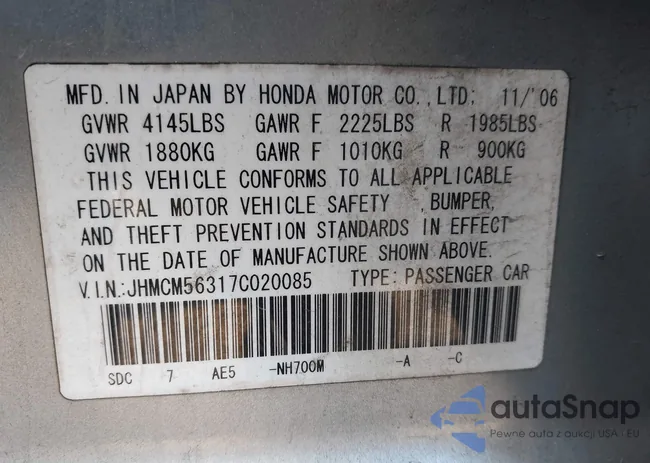 MFD. IN JAPAN BY HONDA MOTOR CO.,LTD: 11/'06
GVWR 4145LBS GAWR F 2225LBS R 1985LBS
GVWR 1880KG GAWR F 1010KG R 900KG
THIS VEHICLE CONFORMS TO ALL APPLICABLE
FEDERAL MOTOR VEHICLE SAFETY ,BUMPER,
AND THEFT PREVENTION STANDARDS IN EFFECT
ON THE DATE OF MANUFACTURE SHOWN ABOVE.
V.I.N:JHMCM56317C020085 TYPE: PASSENGER CAR
SDC 7 AE5 -NH700M -A -C
autaSnap
Pewne auta z aukcji USA - EU